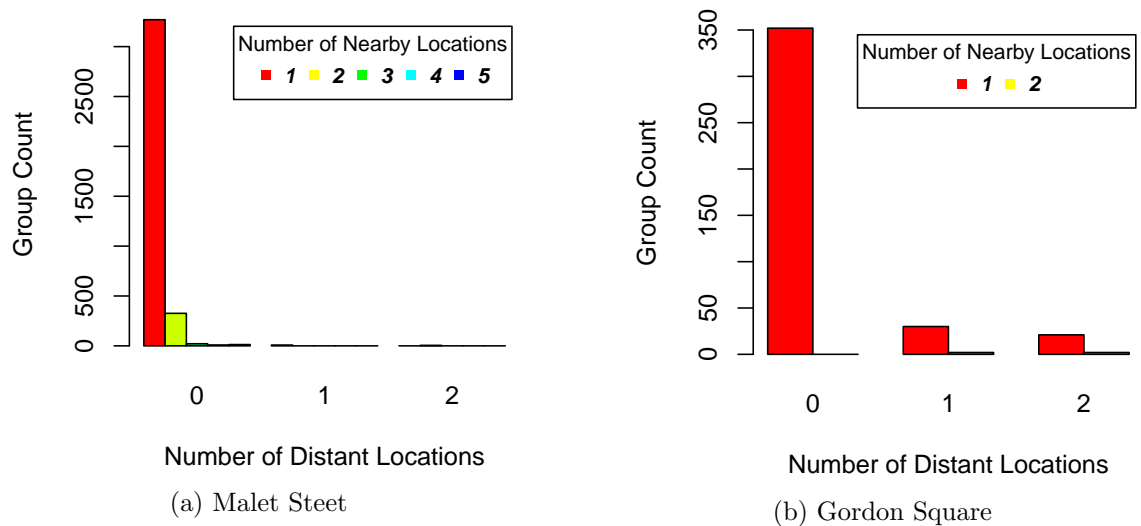 Number of Nearby Locations
1 2 3 4 5
Group Count
0 500 1500 2500
0 1 2
Number of Distant Locations
(a) Malet Steet
Number of Nearby Locations
1 2
Group Count
0 50 150 250 350
0 1 2
Number of Distant Locations
(b) Gordon Square